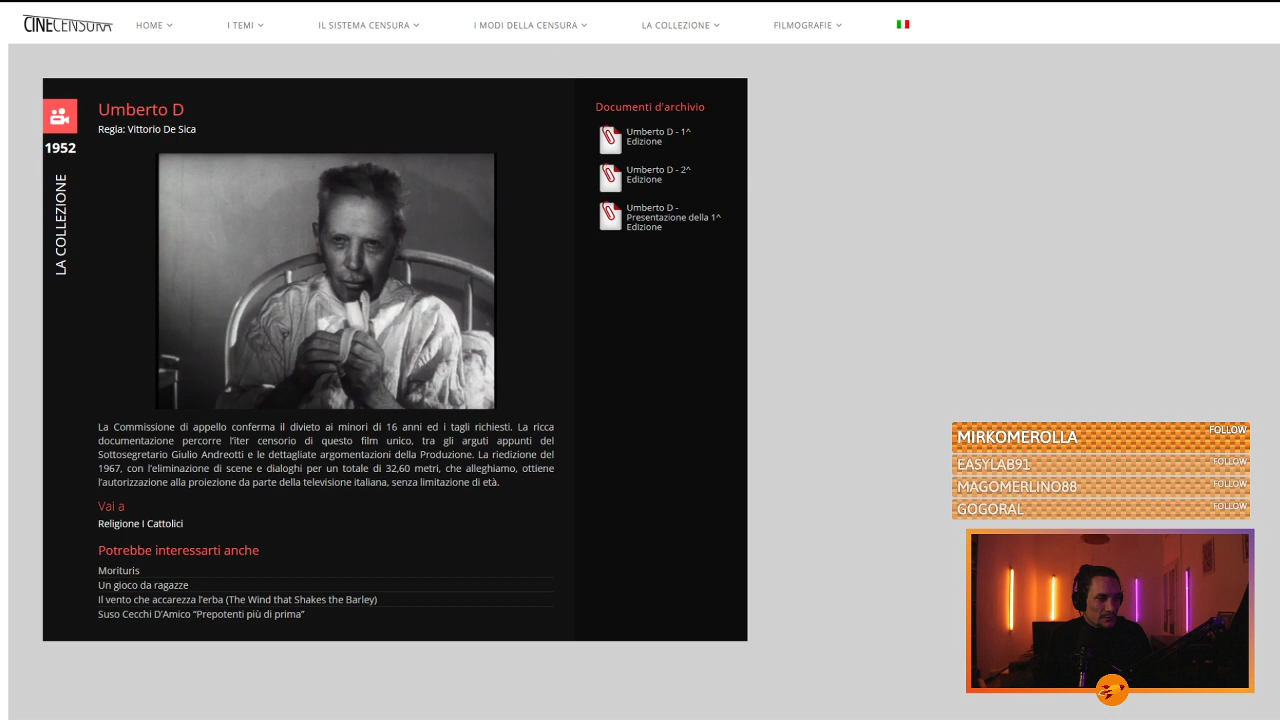 CINECENSURA
HOME
I TEMI
IL SISTEMA CENSURA
I MODI DELLA CENSURA
LA COLLEZIONE
FILMOGRAFIE
1952
LA COLLEZIONE
Umberto D
Regia: Vittorio De Sica
La Commissione di appello conferma il divieto ai minori di 16 anni ed i tagli richiesti. La ricca
documentazione percorre l'iter censorio di questo film unico, tra gli arguti appunti del
Sottosegretario Giulio Andreotti e le dettagliate argomentazioni della Produzione. La riedizione del
1967, con l'eliminazione di scene e dialoghi per un totale di 32,60 metri, che alleghiamo, ottiene
l'autorizzazione alla proiezione da parte della televisione italiana, senza limitazione di età.
Vai a
Religione I Cattolici
Potrebbe interessarti anche
Morituris
Un gioco da ragazze
Il vento che accarezza l'erba (The Wind that Shakes the Barley)
Suso Cecchi D'Amico "Prepotenti più di prima"
Documenti d'archivio
Umberto D - 1^
Edizione
Umberto D - 2^
Edizione
Umberto D -
Presentazione della 1^
Edizione
MIRKOMEROLLA FOLLOW
EASYLAB91 FOLLOW
MAGOMERLINO88 FOLLOW
GOGORAL FOLLOW